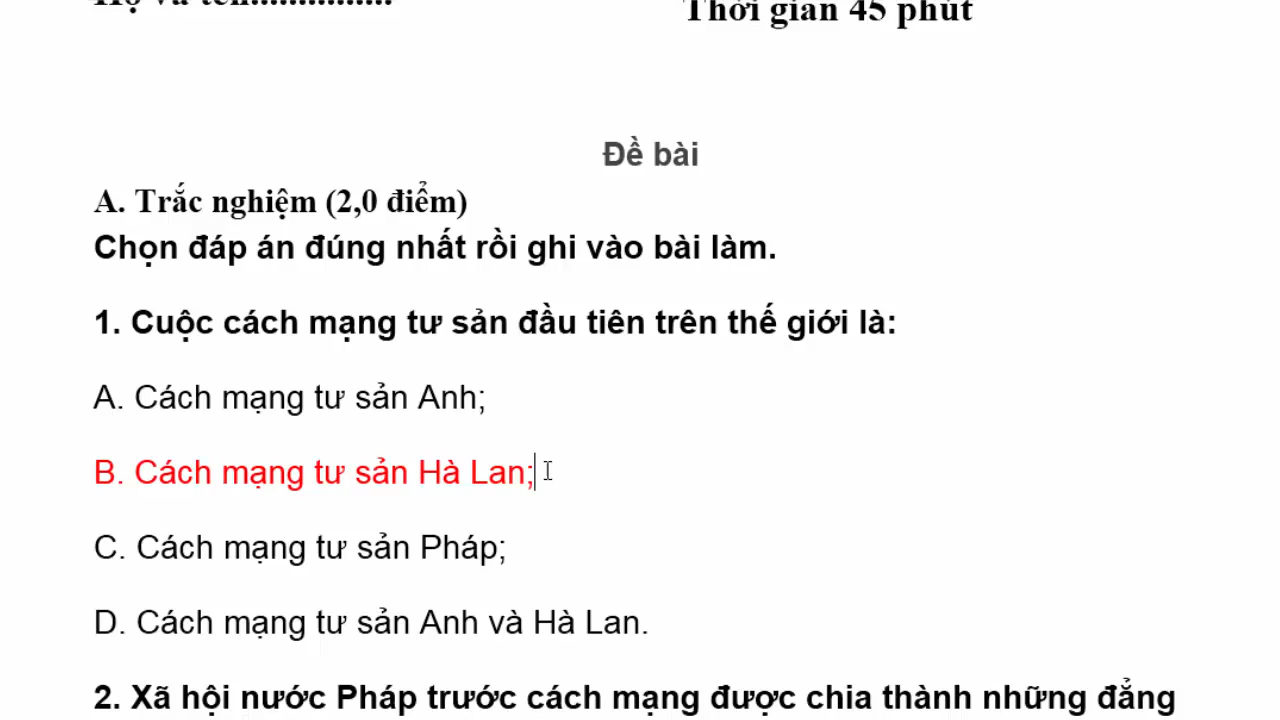 Họ và tên...............
Thời gian 45 phút
Đề bài
A. Trắc nghiệm (2,0 điểm)
Chọn đáp án đúng nhất rồi ghi vào bài làm.
1. Cuộc cách mạng tư sản đầu tiên trên thế giới là:
A. Cách mạng tư sản Anh;
B. Cách mạng tư sản Hà Lan;
C. Cách mạng tư sản Pháp;
D. Cách mạng tư sản Anh và Hà Lan.
2. Xã hội nước Pháp trước cách mạng được chia thành những đẳng